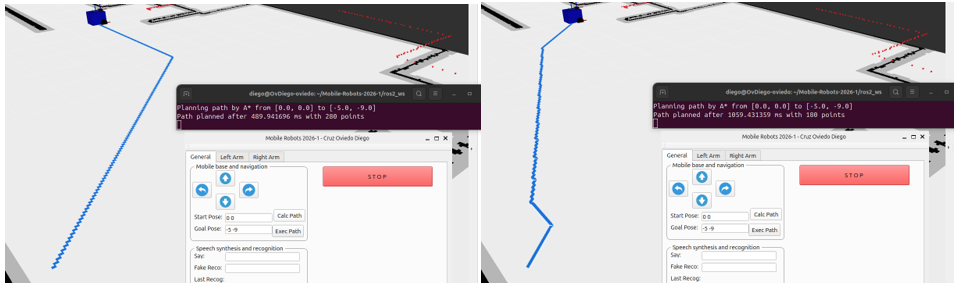 diego@OvDiego-oviedo: ~/Mobile-Robots-2026-1/ros2_ws
Planning path by A* from [0.0, 0.0] to [-5.0, -9.0]
Path planned after 489.941696 ms with 280 points
Mobile Robots 2026-1 - Cruz Oviedo Diego
General Left Arm Right Arm
Mobile base and navigation
STOP
Start Pose: 0 0 Calc Path
Goal Pose: -5 -9 Exec Path
Speech synthesis and recognition
Say:
Fake Reco:
Last Recog:
diego@OvDiego-oviedo: ~/Mobile-Robots-2026-1/ros2_ws
Planning path by A* from [0.0, 0.0] to [-5.0, -9.0]
Path planned after 1059.431359 ms with 180 points
Mobile Robots 2026-1 - Cruz Oviedo Diego
General Left Arm Right Arm
Mobile base and navigation
STOP
Start Pose: 0 0 Calc Path
Goal Pose: -5 -9 Exec Path
Speech synthesis and recognition
Say:
Fake Reco:
Last Recog: